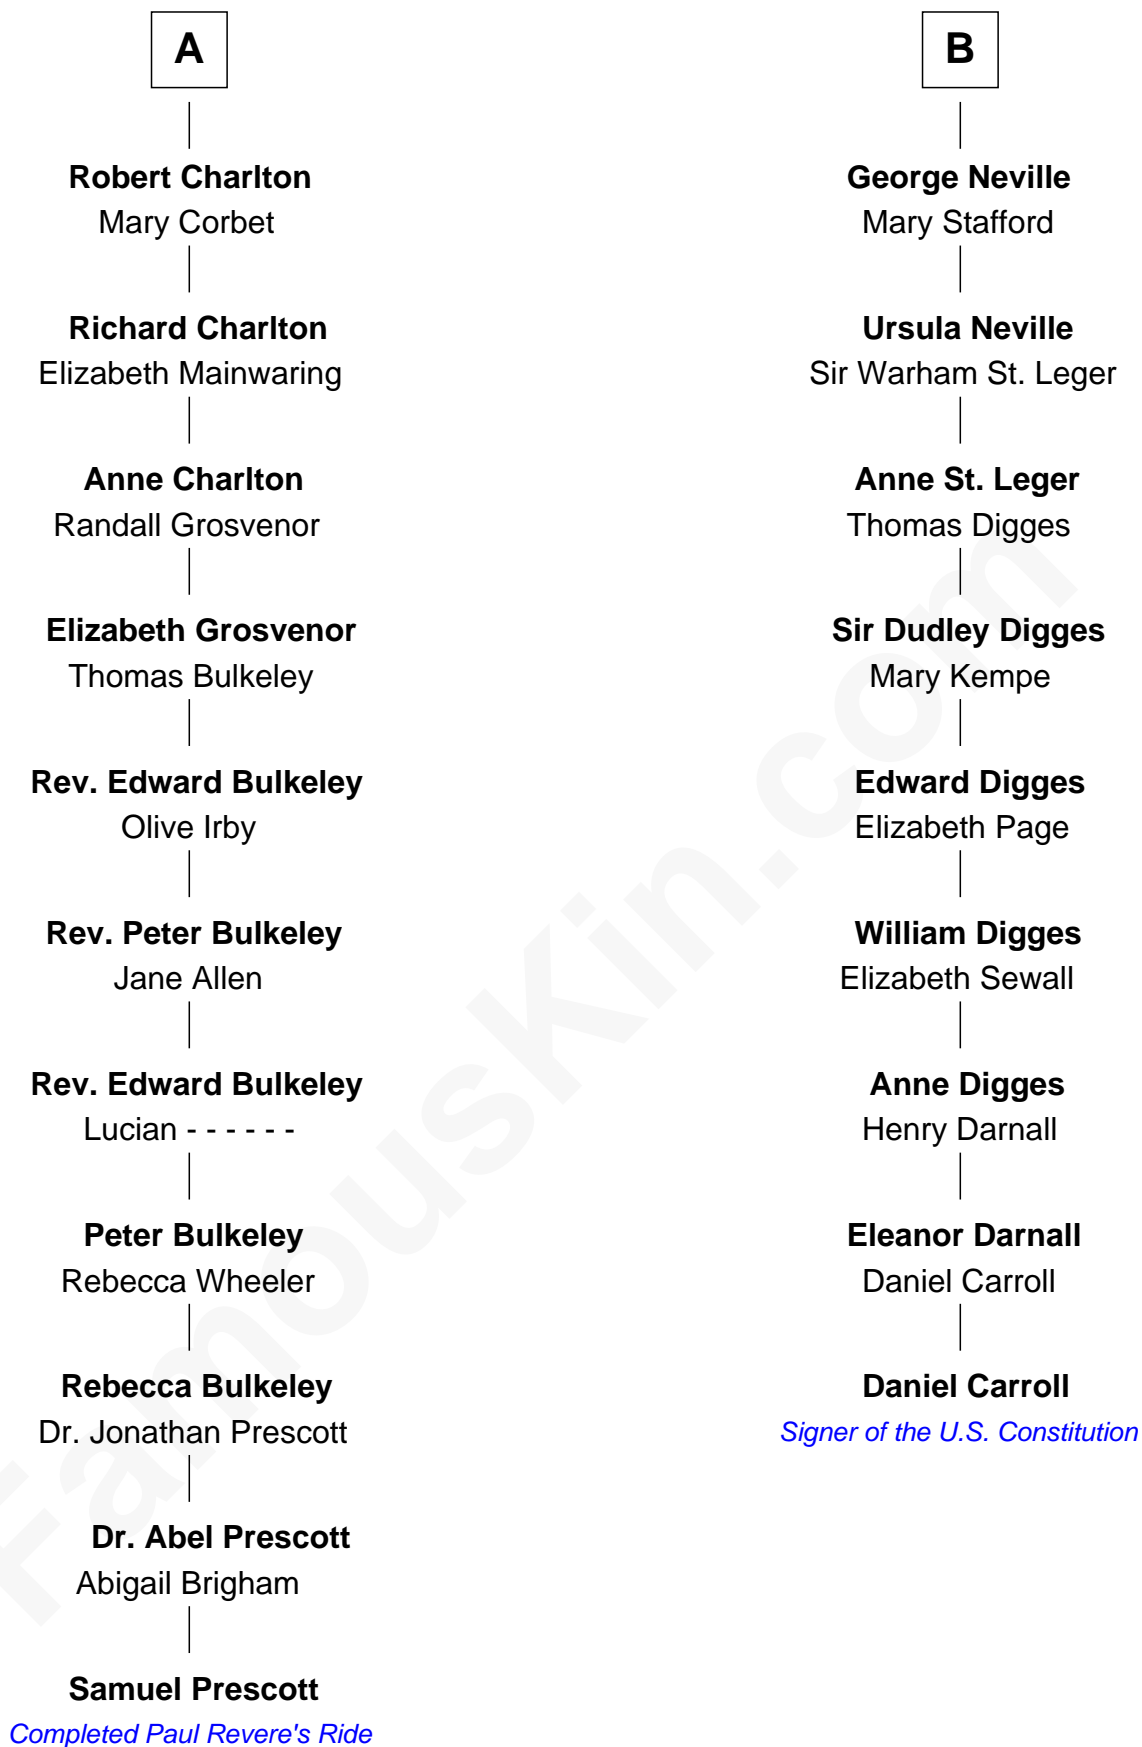 A
Robert Charlton
Mary Corbet
Richard Charlton
Elizabeth Mainwaring
Anne Charlton
Randall Grosvenor
Elizabeth Grosvenor
Thomas Bulkeley
Rev. Edward Bulkeley
Olive Irby
Rev. Peter Bulkeley
Jane Allen
Rev. Edward Bulkeley
Lucian - - - - - -
Peter Bulkeley
Rebecca Wheeler
Rebecca Bulkeley
Dr. Jonathan Prescott
Dr. Abel Prescott
Abigail Brigham
Samuel Prescott
Completed Paul Revere's Ride
B
George Neville
Mary Stafford
Ursula Neville
Sir Warham St. Leger
Anne St. Leger
Thomas Digges
Sir Dudley Digges
Mary Kempe
Edward Digges
Elizabeth Page
William Digges
Elizabeth Sewall
Anne Digges
Henry Darnall
Eleanor Darnall
Daniel Carroll
Daniel Carroll
Signer of the U.S. Constitution
FamousKin.com